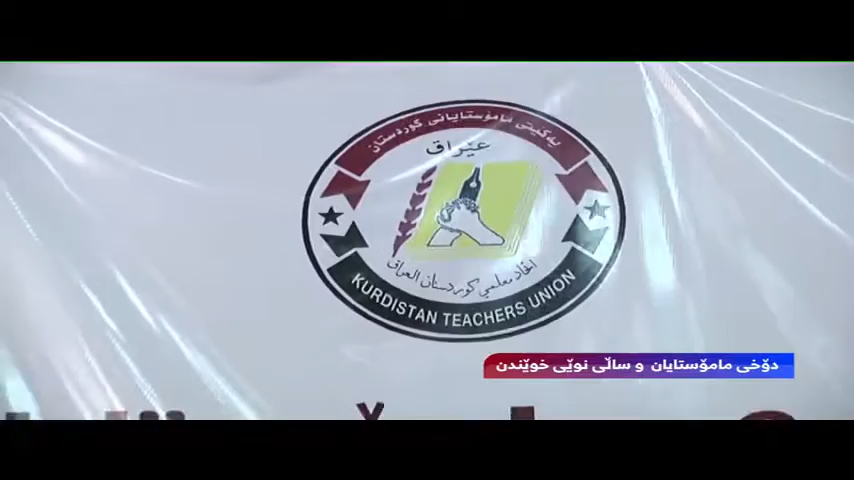 یەکێتی مامۆستایانی کوردستان
عێراق
اتحاد معلمي كوردستان العراق
KURDISTAN TEACHERS UNION
دۆخی مامۆستایان و ساڵی نوێی خوێندن